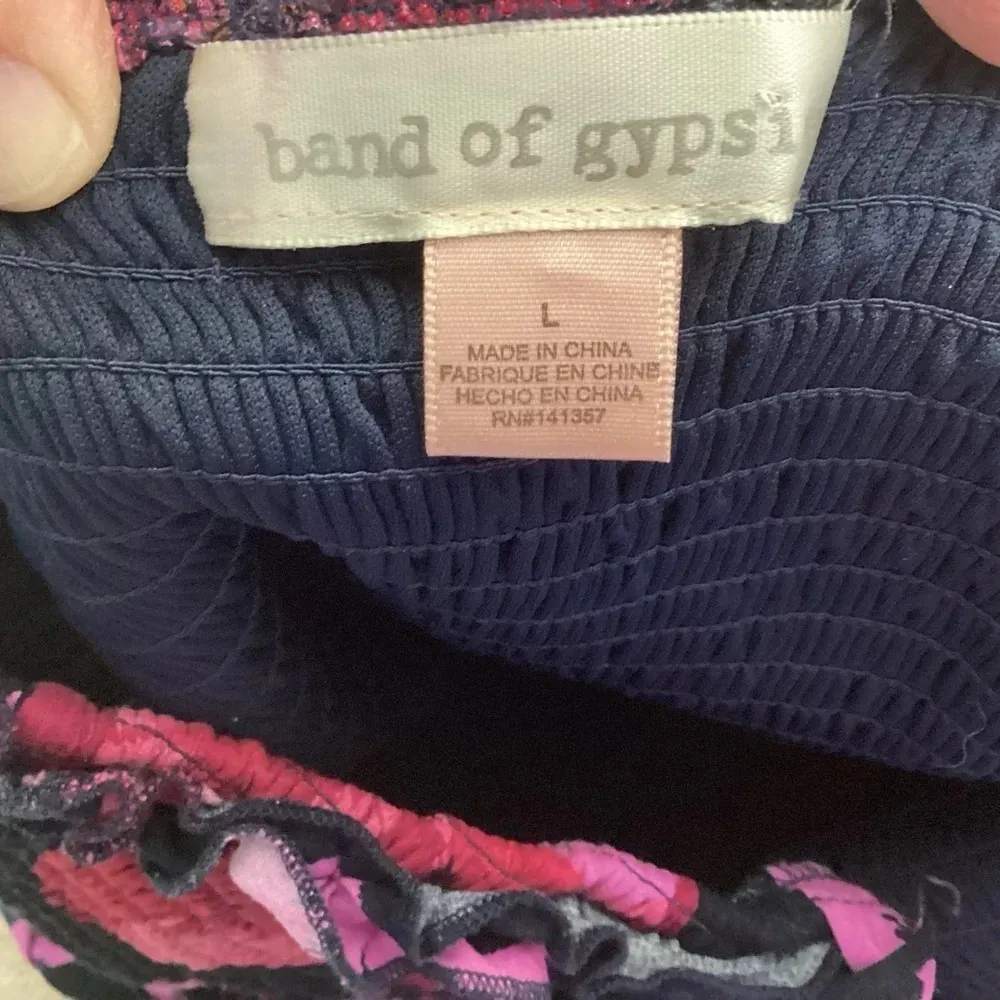 band of gypsi
L
MADE IN CHINA
FABRIQUE EN CHINE
HECHO EN CHINA
RN#141357